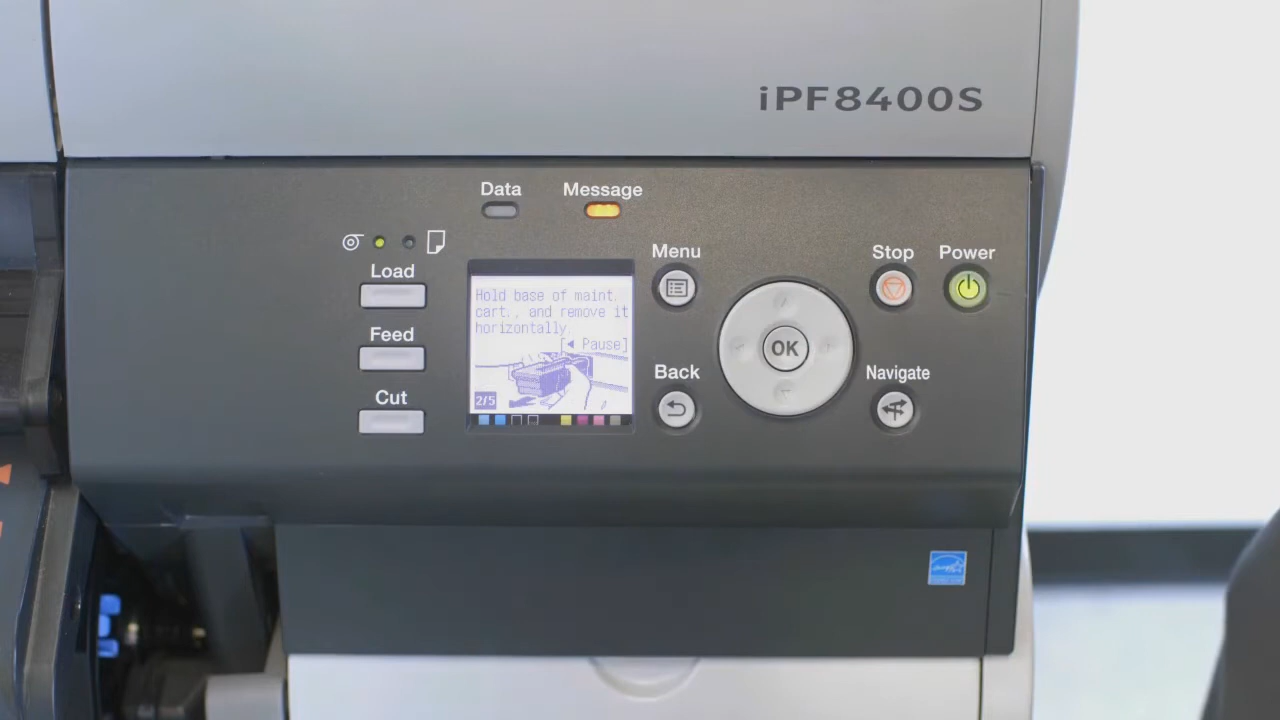 iPF8400S
Data
Message
Load
Menu
Stop
Power
Hold base of maint.
cart., and remove it
horizontally.
[◀ Pause]
2/5
Feed
OK
Back
Navigate
Cut